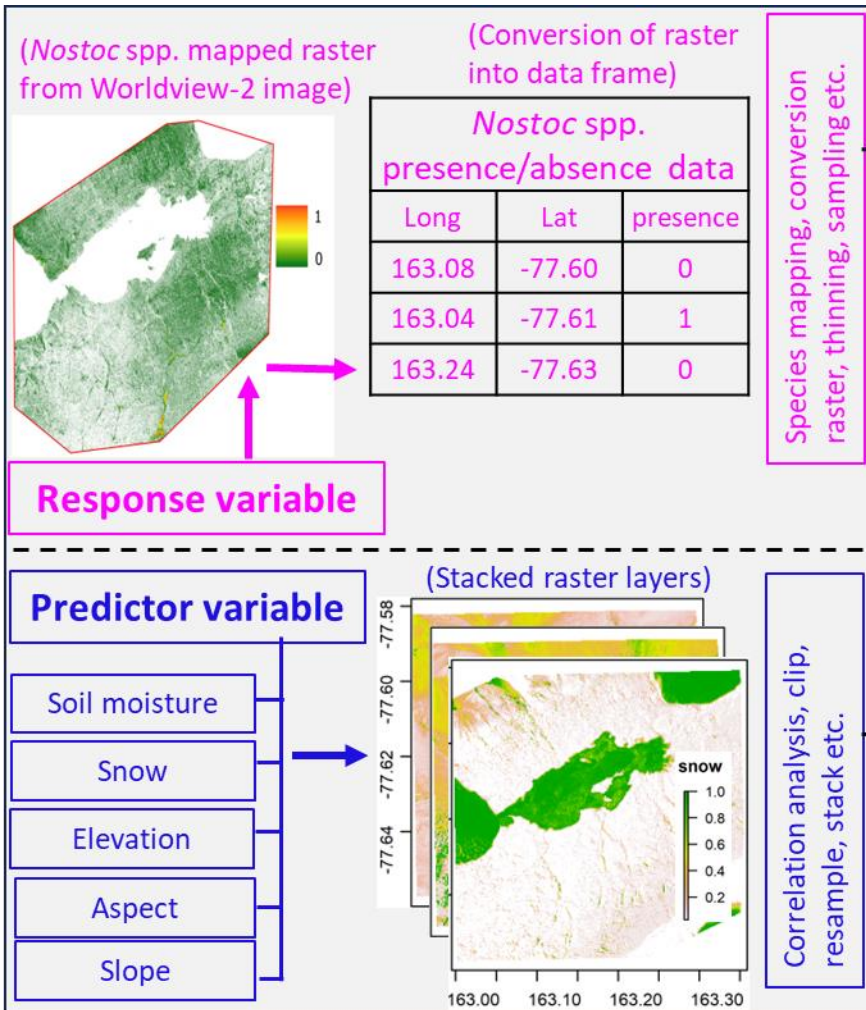 (Nostoc spp. mapped raster
from Worldview-2 image)
(Conversion of raster
into data frame)
1
0
Nostoc spp.
presence/absence data
Long Lat presence
163.08 -77.60 0
163.04 -77.61 1
163.24 -77.63 0
Species mapping, conversion
raster, thinning, sampling etc.
Response variable
Predictor variable
Soil moisture
Snow
Elevation
Aspect
Slope
(Stacked raster layers)
-77.58
-77.60
-77.62
-77.64
snow
1.0
0.8
0.6
0.4
0.2
163.00 163.10 163.20 163.30
Correlation analysis, clip,
resample, stack etc.